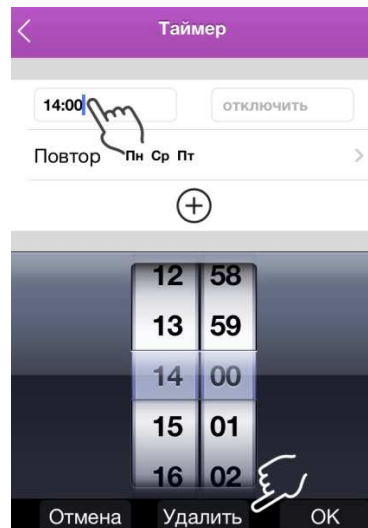 Таймер
14:00 отключить
Повтор Пн Ср Пт
12 58
13 59
14 00
15 01
16 02
Отмена Удалить OK